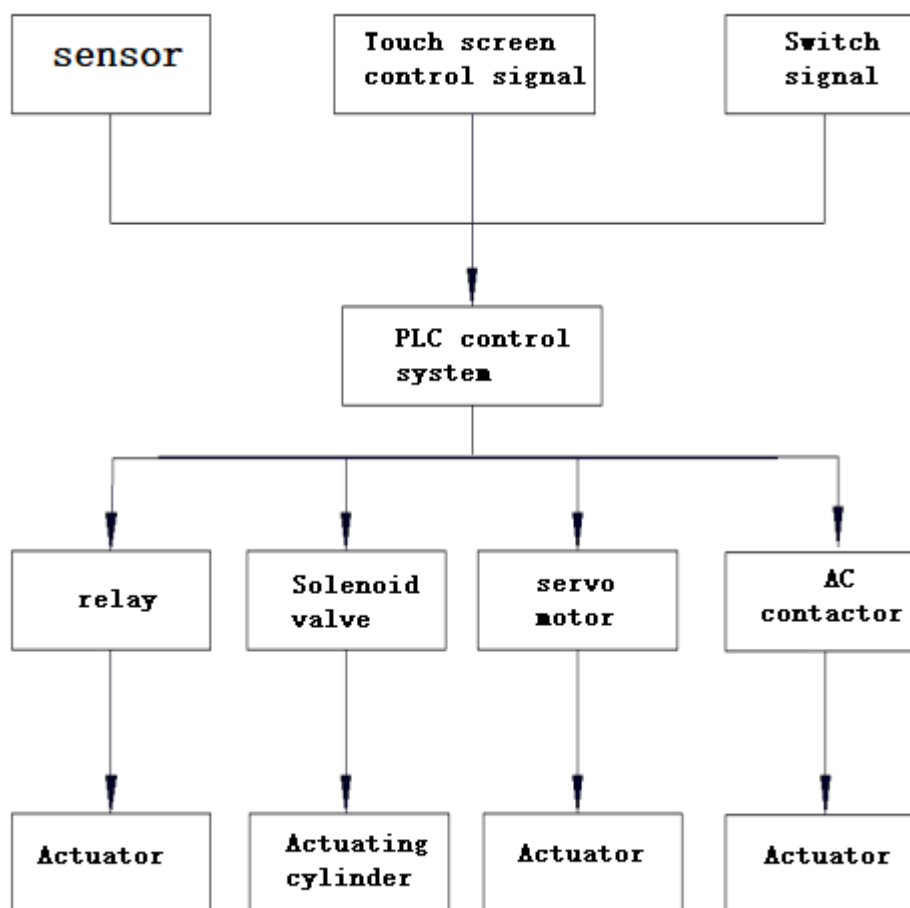 sensor
Touch screen
control signal
Switch
signal
PLC control
system
relay
Solenoid
valve
servo
motor
AC
contactor
Actuator
Actuating
cylinder
Actuator
Actuator